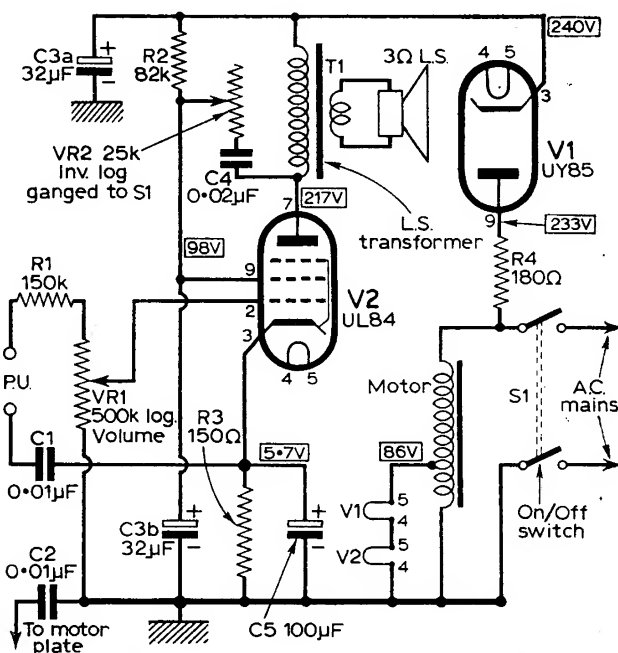 C3a
32µF
+
−
R2
82k
T1
3Ω L.S.
240V
4 5
3
V1
UY85
9
233V
VR2 25k
Inv. log
ganged to S1
C4
0·02µF
7
217V
L.S.
transformer
R4
180Ω
98V
R1
150k
9
2
3
V2
UL84
4 5
P.U.
VR1
500k log.
Volume
Motor
S1
A.C.
mains
R3
150Ω
C1
0·01µF
5·7V
86V
V1
5
4
V2
5
4
On/Off
switch
C3b
32µF
+
−
+
−
C2
0·01µF
To motor
plate
C5 100µF